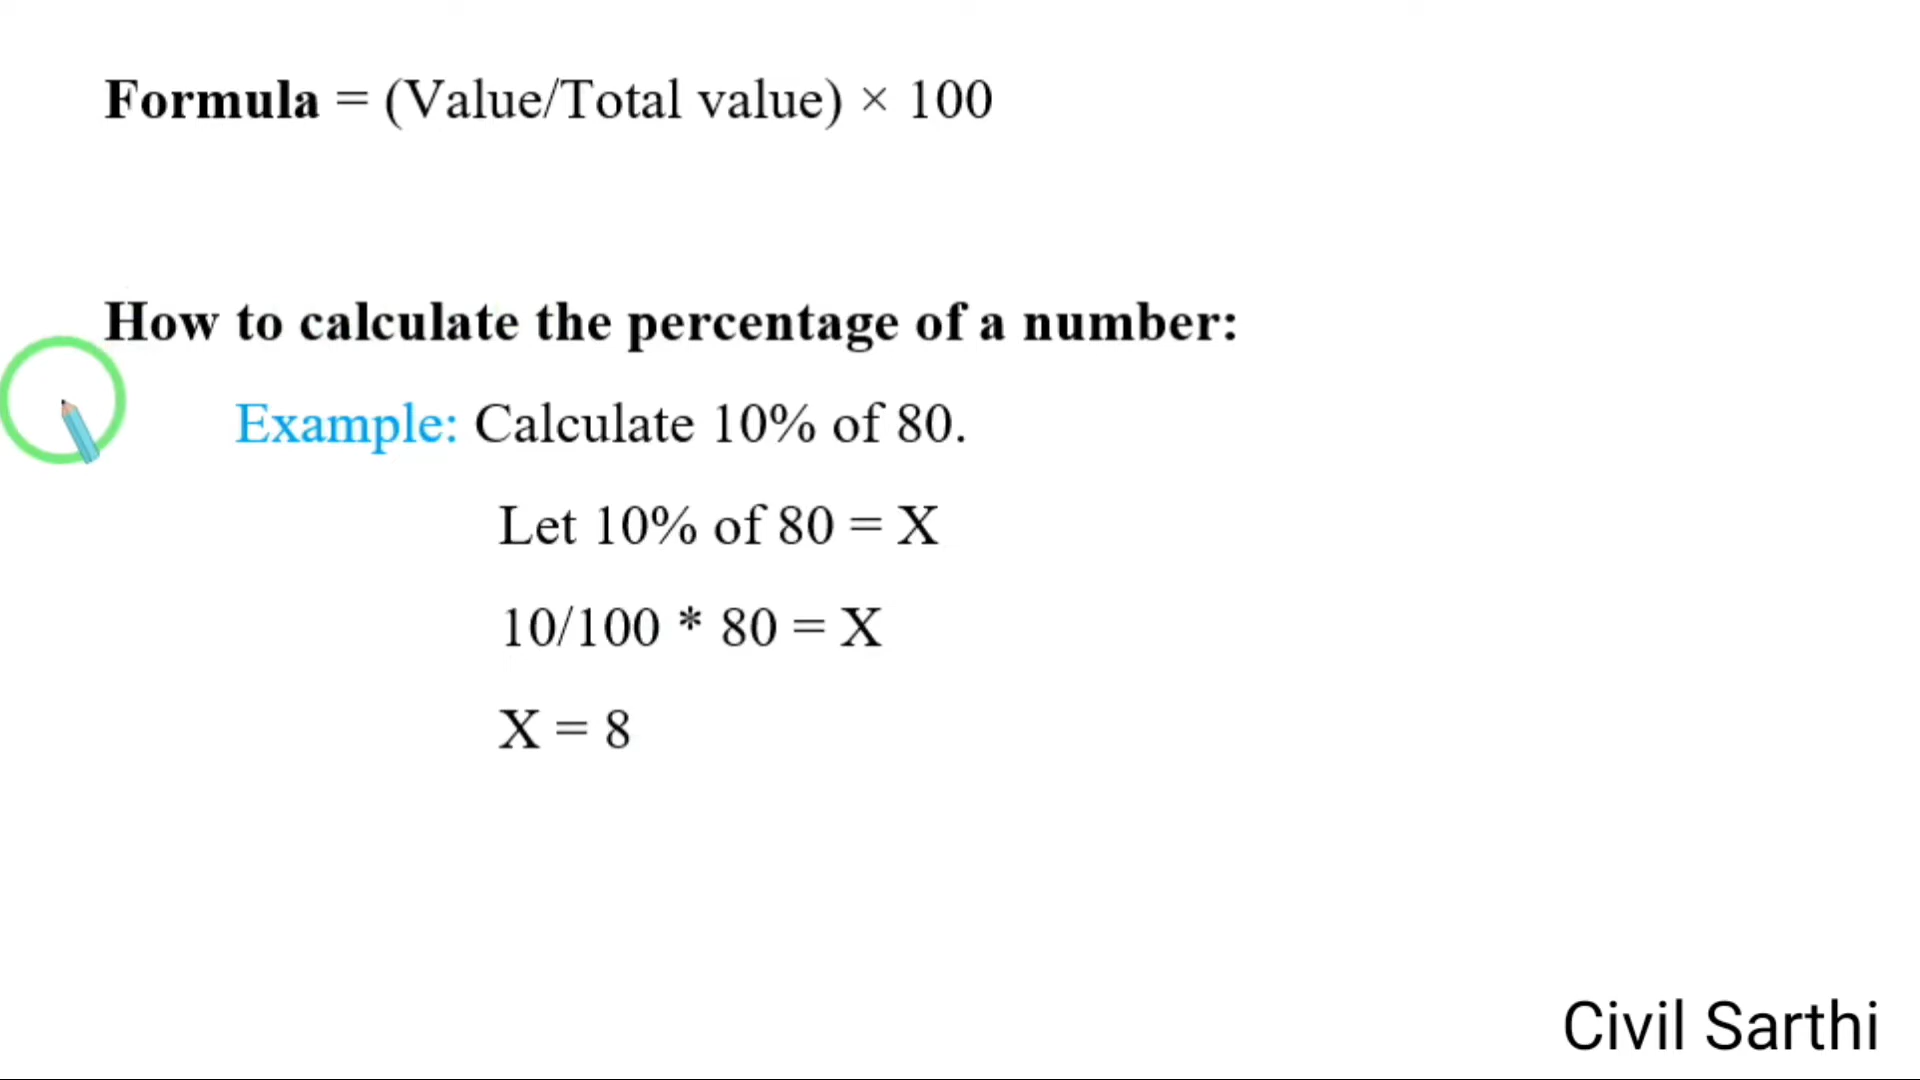 Formula = (Value/Total value) × 100
How to calculate the percentage of a number:
Example: Calculate 10% of 80.
Let 10% of 80 = X
10/100 * 80 = X
X = 8
Civil Sarthi